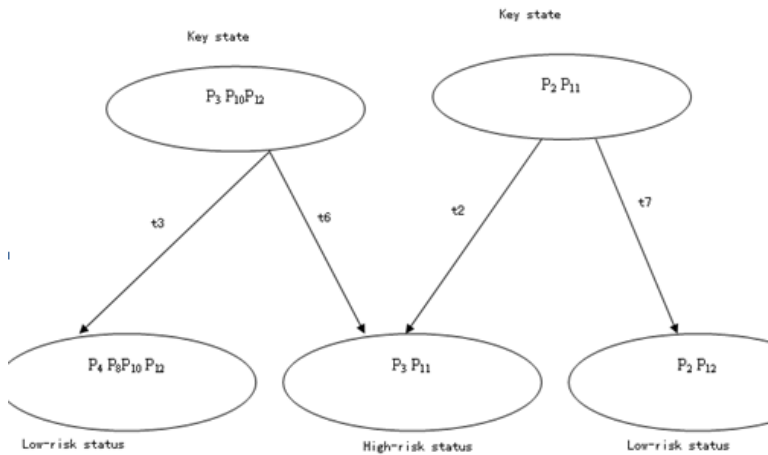 Key state
Key state
P3 P10P12
P2 P11
t3
t6
t2
t7
P4 P8P10 P12
P3 P11
P2 P12
Low-risk status
High-risk status
Low-risk status